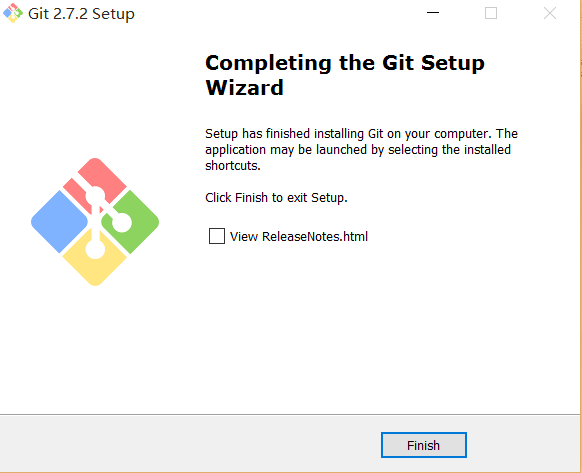 Git 2.7.2 Setup
Completing the Git Setup
Wizard
Setup has finished installing Git on your computer. The
application may be launched by selecting the installed
shortcuts.
Click Finish to exit Setup.
View ReleaseNotes.html
Finish